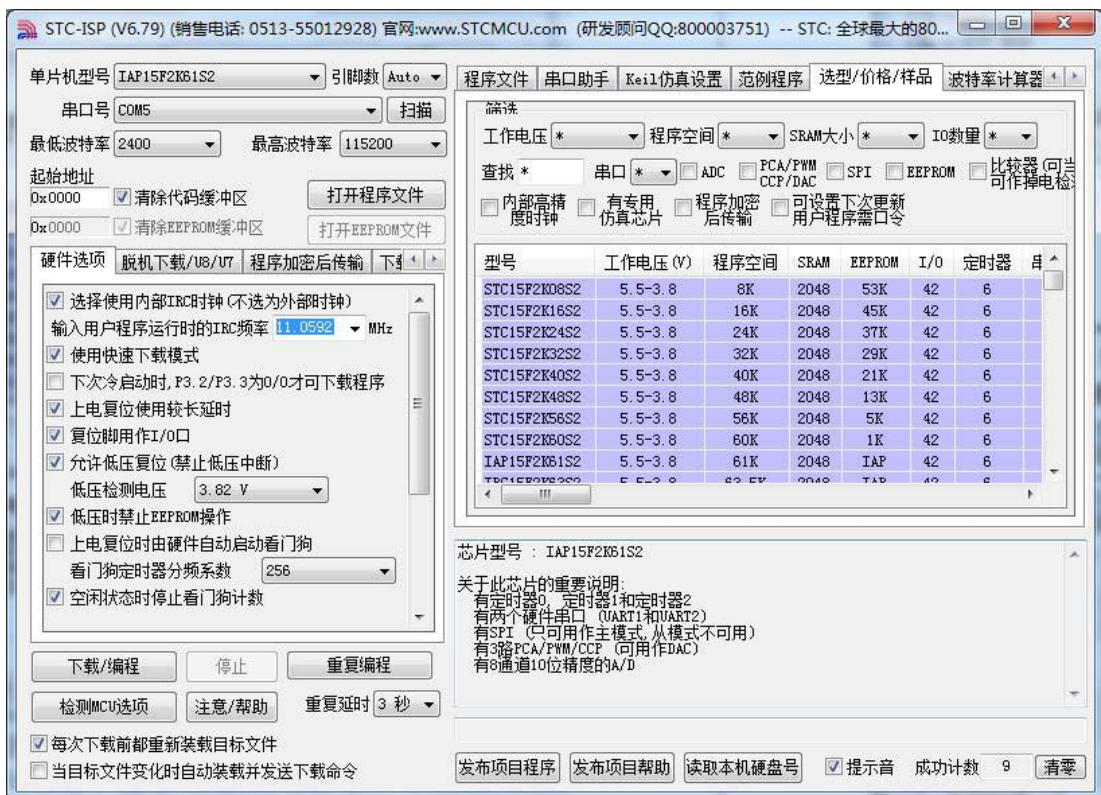 STC-ISP (V6.79) (销售电话: 0513-55012928) 官网:www.STCMCU.com (研发顾问QQ:800003751) -- STC: 全球最大的80...
单片机型号 IAP15F2K61S2 引脚数 Auto
串口号 COM5 扫描
最低波特率 2400 最高波特率 115200
起始地址
0x0000 清除代码缓冲区 打开程序文件
0x0000 清除EEPROM缓冲区 打开EEPROM文件
硬件选项 脱机下载/U8/U7 程序加密后传输
选择使用内部IRC时钟(不选为外部时钟)
输入用户程序运行时的IRC频率 11.0592 MHz
使用快速下载模式
下次冷启动时,P3.2/P3.3为0/0才可下载程序
上电复位使用较长延时
复位脚用作I/O口
允许低压复位(禁止低压中断)
低压检测电压 3.82 V
低压时禁止EEPROM操作
上电复位时由硬件自动启动看门狗
看门狗定时器分频系数 256
空闲状态时停止看门狗计数
下载/编程 停止 重复编程
检测MCU选项 注意/帮助 重复延时 3 秒
每次下载前都重新装载目标文件
当目标文件变化时自动装载并发送下载命令
程序文件 串口助手 Keil仿真设置 范例程序 选型/价格/样品 波特率计算器
筛选
工作电压 * 程序空间 * SRAM大小 * IO数量 *
查找 * 串口 * ADC PCA/PWM CCP/DAC SPI EEPROM 比较器(可当可作掉电检
内部高精度时钟 有专用仿真芯片 程序加密后传输 可设置下次更新用户程序需口令
型号 工作电压(V) 程序空间 SRAM EEPROM I/O 定时器
STC15F2K08S2 5.5-3.8 8K 2048 53K 42 6
STC15F2K16S2 5.5-3.8 16K 2048 45K 42 6
STC15F2K24S2 5.5-3.8 24K 2048 37K 42 6
STC15F2K32S2 5.5-3.8 32K 2048 29K 42 6
STC15F2K40S2 5.5-3.8 40K 2048 21K 42 6
STC15F2K48S2 5.5-3.8 48K 2048 13K 42 6
STC15F2K56S2 5.5-3.8 56K 2048 5K 42 6
STC15F2K60S2 5.5-3.8 60K 2048 1K 42 6
IAP15F2K61S2 5.5-3.8 61K 2048 IAP 42 6
芯片型号 : IAP15F2K61S2
关于此芯片的重要说明:
有定时器0, 定时器1和定时器2
有两个硬件串口 (UART1和UART2)
有SPI (只可用作主模式,从模式不可用)
有3路PCA/PWM/CCP (可用作DAC)
有8通道10位精度的A/D
发布项目程序 发布项目帮助 读取本机硬盘号 提示音 成功计数 9 清零